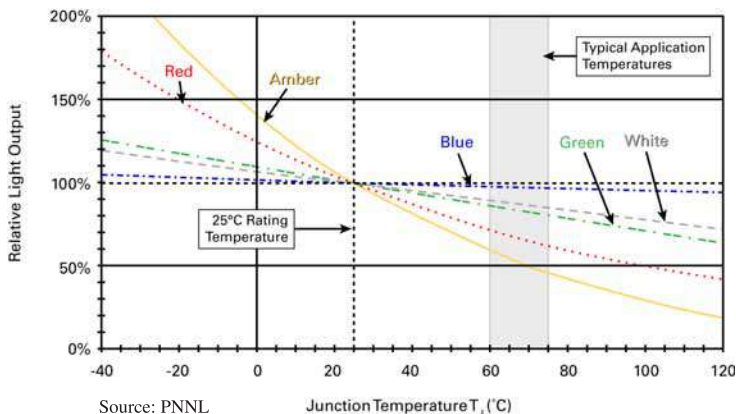 200%
150%
100%
50%
0%
Relative Light Output
Red
Amber
Blue
Green
White
Typical Application
Temperatures
25°C Rating
Temperature
-40
-20
0
20
40
60
80
100
120
Source: PNNL
Junction Temperature TJ (°C)